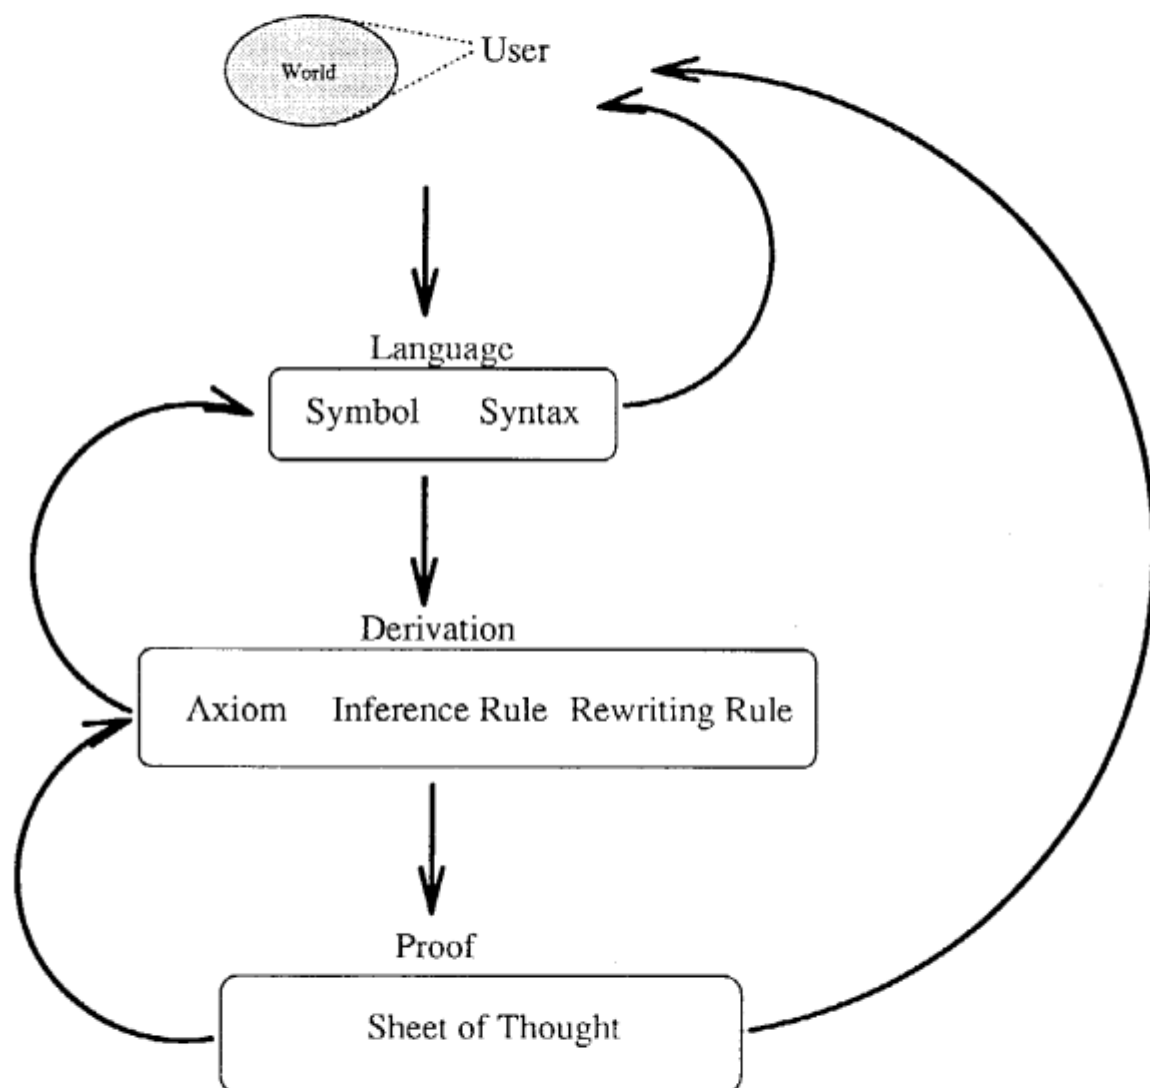 User
World
Language
Symbol Syntax
Derivation
Axiom Inference Rule Rewriting Rule
Proof
Sheet of Thought